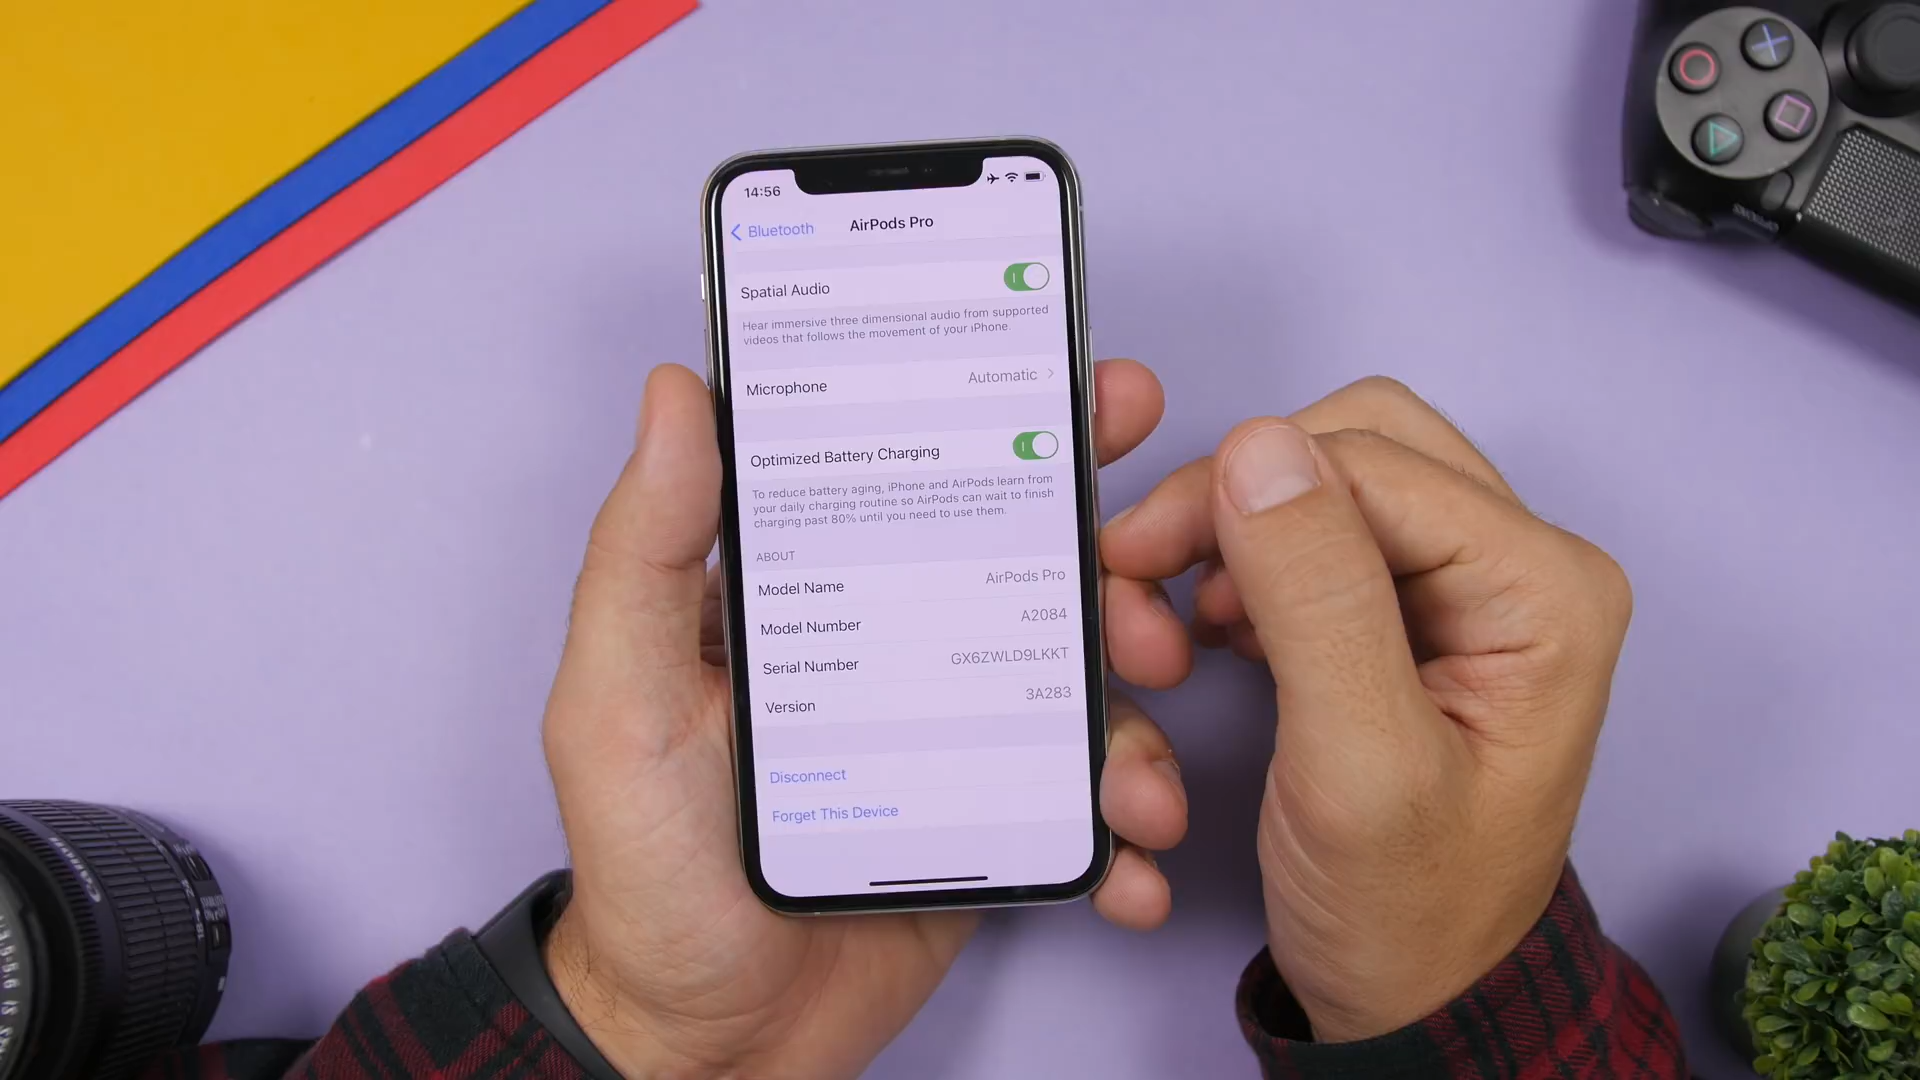 14:56
Bluetooth
AirPods Pro
Spatial Audio
Hear immersive three dimensional audio from supported
videos that follows the movement of your iPhone.
Microphone
Automatic
Optimized Battery Charging
To reduce battery aging, iPhone and AirPods learn from
your daily charging routine so AirPods can wait to finish
charging past 80% until you need to use them.
ABOUT
Model Name
AirPods Pro
Model Number
A2084
Serial Number
GX6ZWLD9LKKT
Version
3A283
Disconnect
Forget This Device
Canon